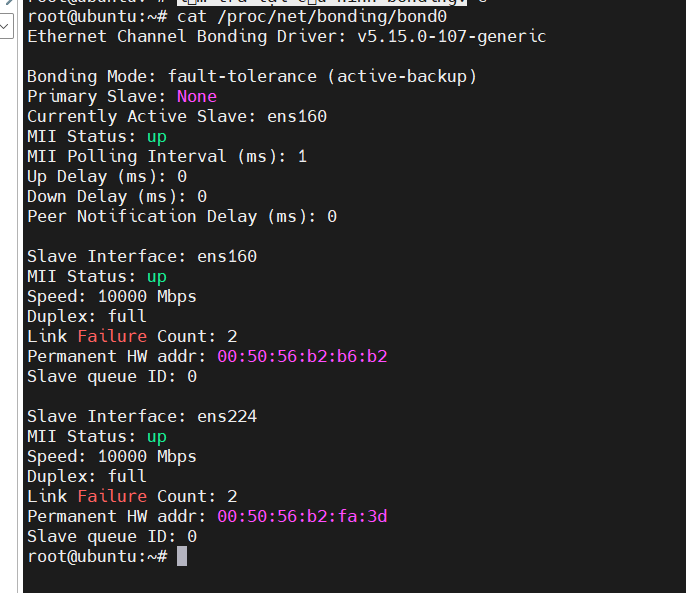 root@ubuntu:~# cat /proc/net/bonding/bond0
Ethernet Channel Bonding Driver: v5.15.0-107-generic

Bonding Mode: fault-tolerance (active-backup)
Primary Slave: None
Currently Active Slave: ens160
MII Status: up
MII Polling Interval (ms): 1
Up Delay (ms): 0
Down Delay (ms): 0
Peer Notification Delay (ms): 0

Slave Interface: ens160
MII Status: up
Speed: 10000 Mbps
Duplex: full
Link Failure Count: 2
Permanent HW addr: 00:50:56:b2:b6:b2
Slave queue ID: 0

Slave Interface: ens224
MII Status: up
Speed: 10000 Mbps
Duplex: full
Link Failure Count: 2
Permanent HW addr: 00:50:56:b2:fa:3d
Slave queue ID: 0
root@ubuntu:~#